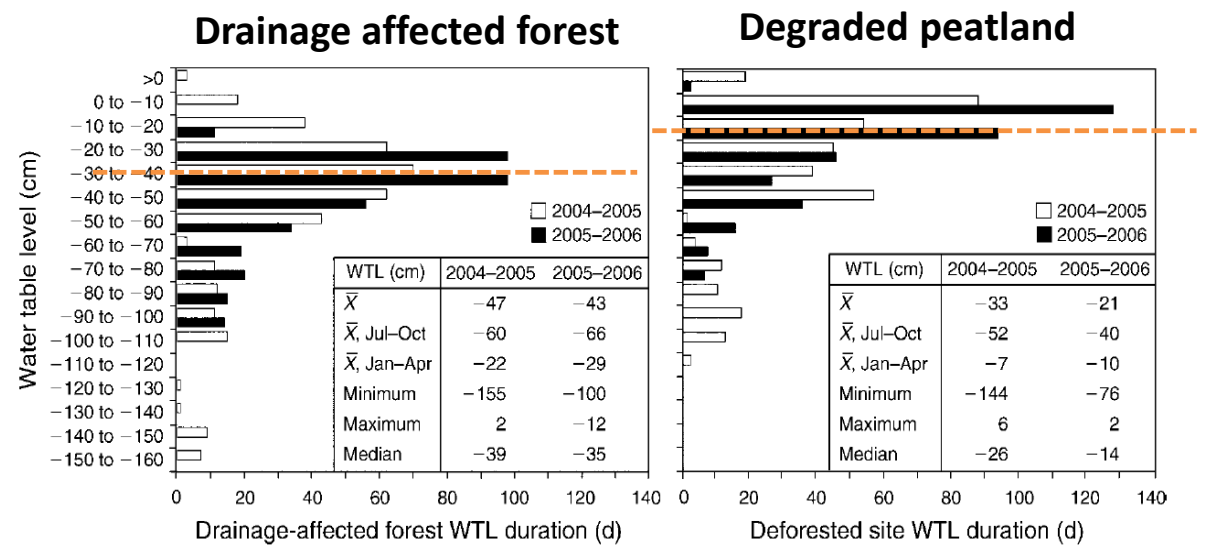 Drainage affected forest
Degraded peatland
Water table level (cm)
>0
0 to −10
−10 to −20
−20 to −30
−30 to −40
−40 to −50
−50 to −60
−60 to −70
−70 to −80
−80 to −90
−90 to −100
−100 to −110
−110 to −120
−120 to −130
−130 to −140
−140 to −150
−150 to −160
2004–2005
2005–2006
WTL (cm) 2004–2005 2005–2006
X̅ −47 −43
X̅, Jul–Oct −60 −66
X̅, Jan–Apr −22 −29
Minimum −155 −100
Maximum 2 −12
Median −39 −35
0 20 40 60 80 100 120 140
Drainage-affected forest WTL duration (d)
2004–2005
2005–2006
WTL (cm) 2004–2005 2005–2006
X̅ −33 −21
X̅, Jul–Oct −52 −40
X̅, Jan–Apr −7 −10
Minimum −144 −76
Maximum 6 2
Median −26 −14
0 20 40 60 80 100 120 140
Deforested site WTL duration (d)